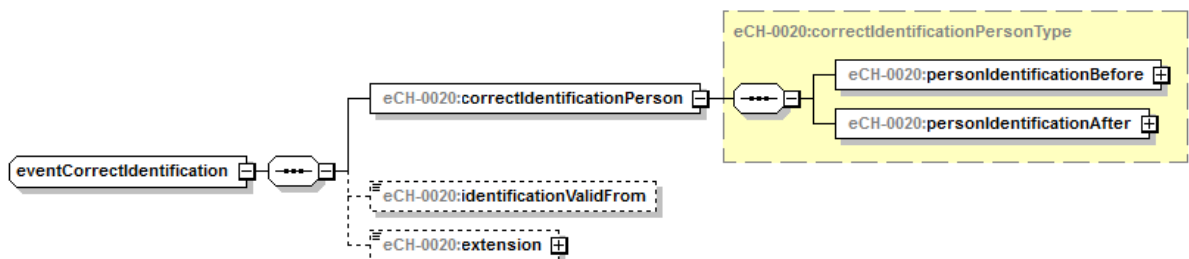 eCH-0020:correctIdentificationPersonType
eCH-0020:personIdentificationBefore
eCH-0020:correctIdentificationPerson
eCH-0020:personIdentificationAfter
eventCorrectIdentification
eCH-0020:identificationValidFrom
eCH-0020:extension